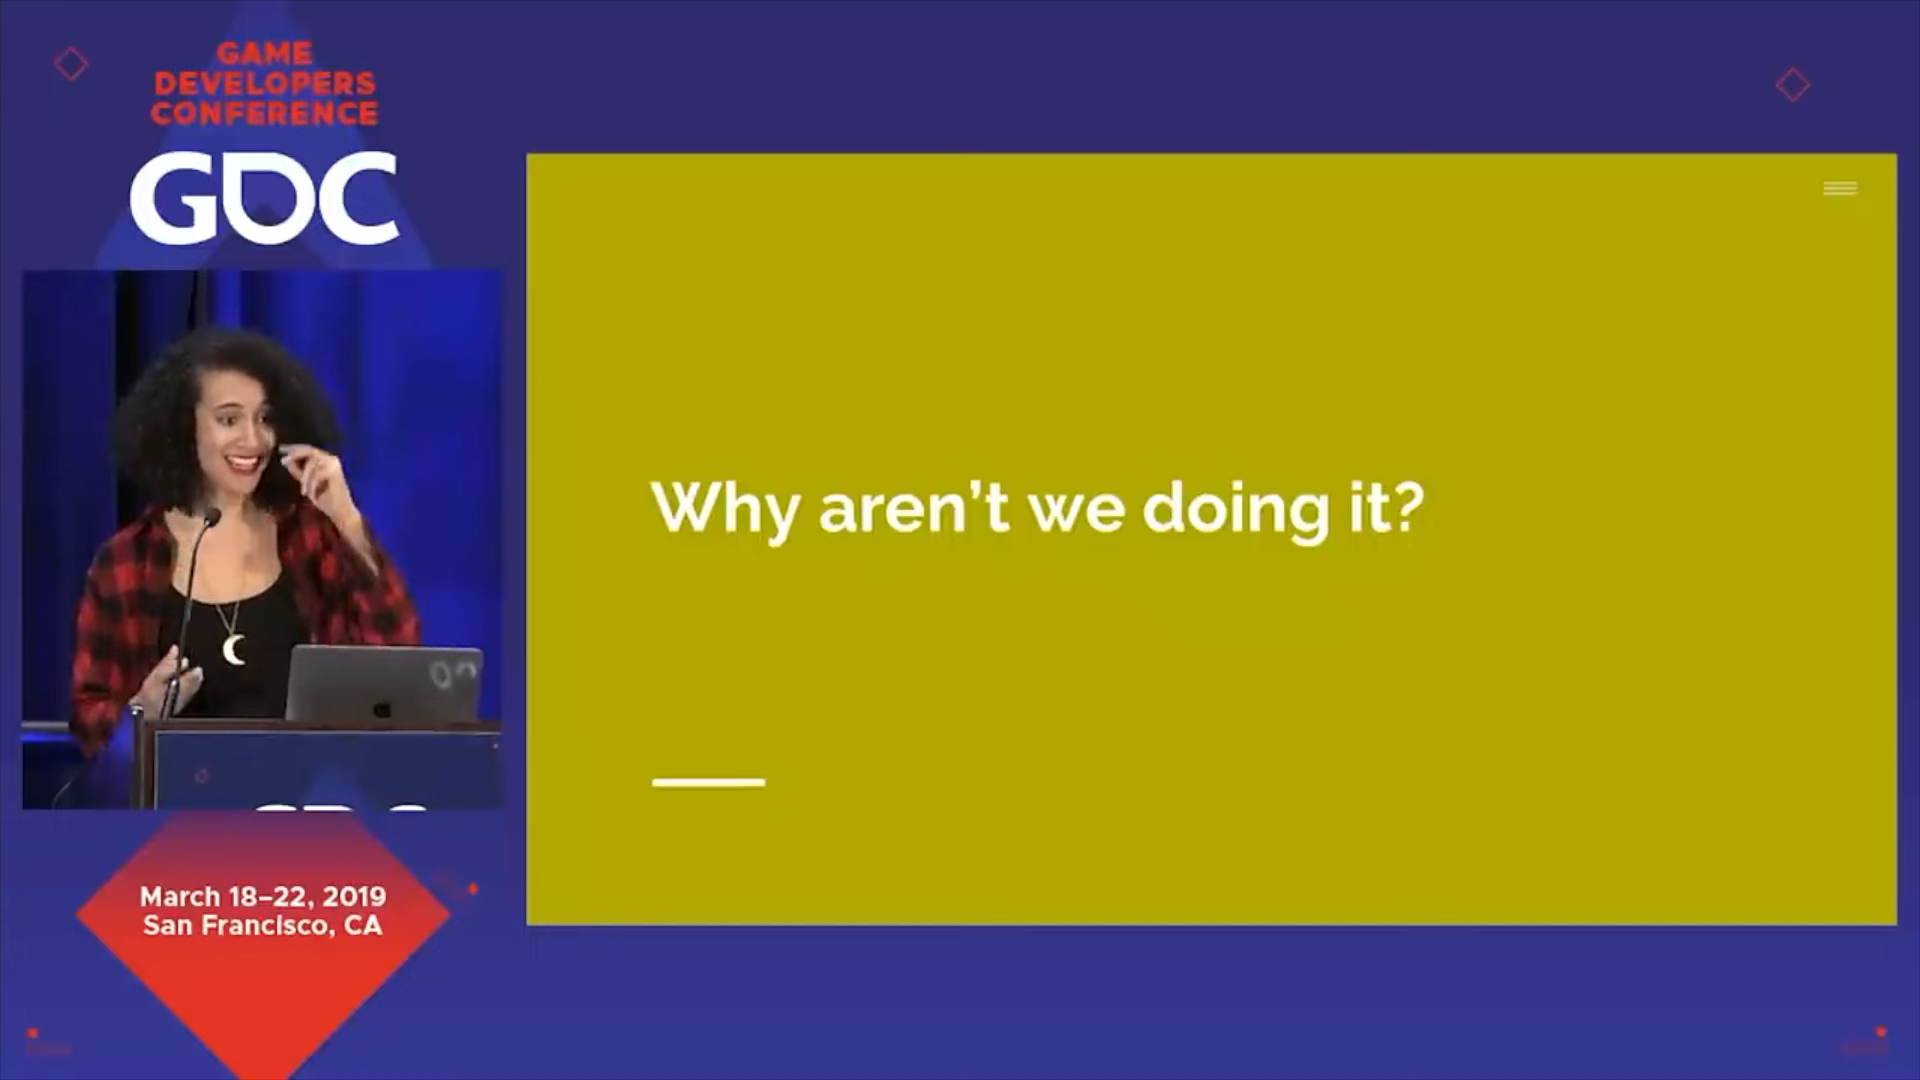 GAME
DEVELOPERS
CONFERENCE
GDC
Why aren't we doing it?
March 18–22, 2019
San Francisco, CA